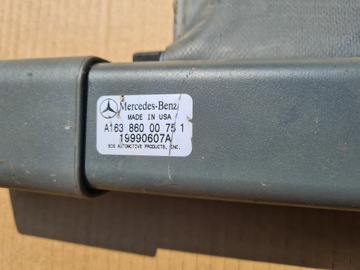 Mercedes-Benz
MADE IN USA
A163 860 00 75 1
19990607A
BOS AUTOMOTIVE PRODUCTS, INC.